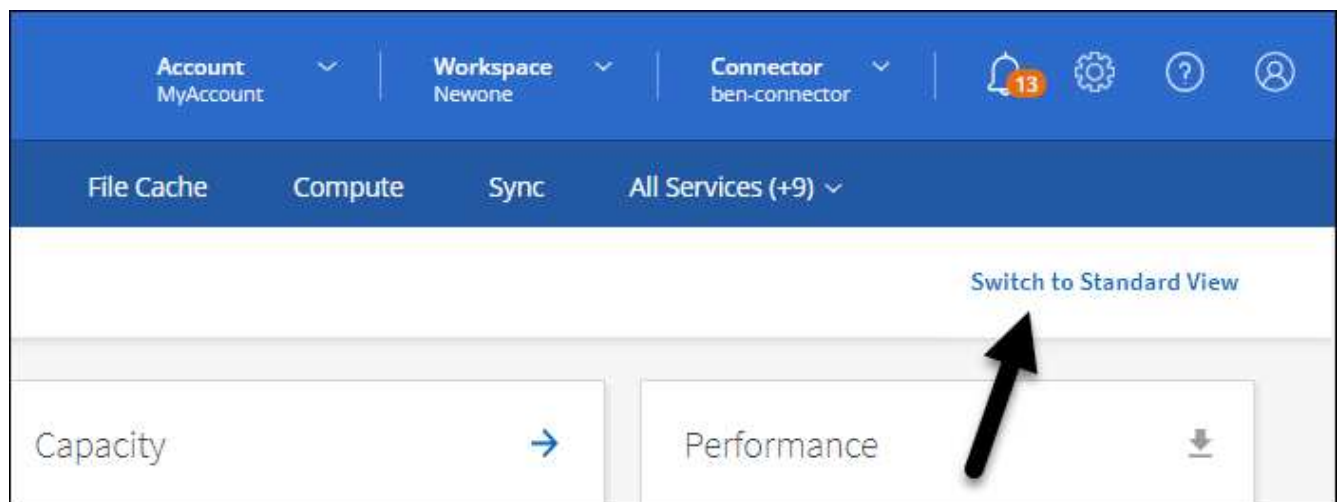 Account Workspace Connector
MyAccount Newone ben-connector
13
?
File Cache Compute Sync All Services (+9)
Switch to Standard View
Capacity Performance